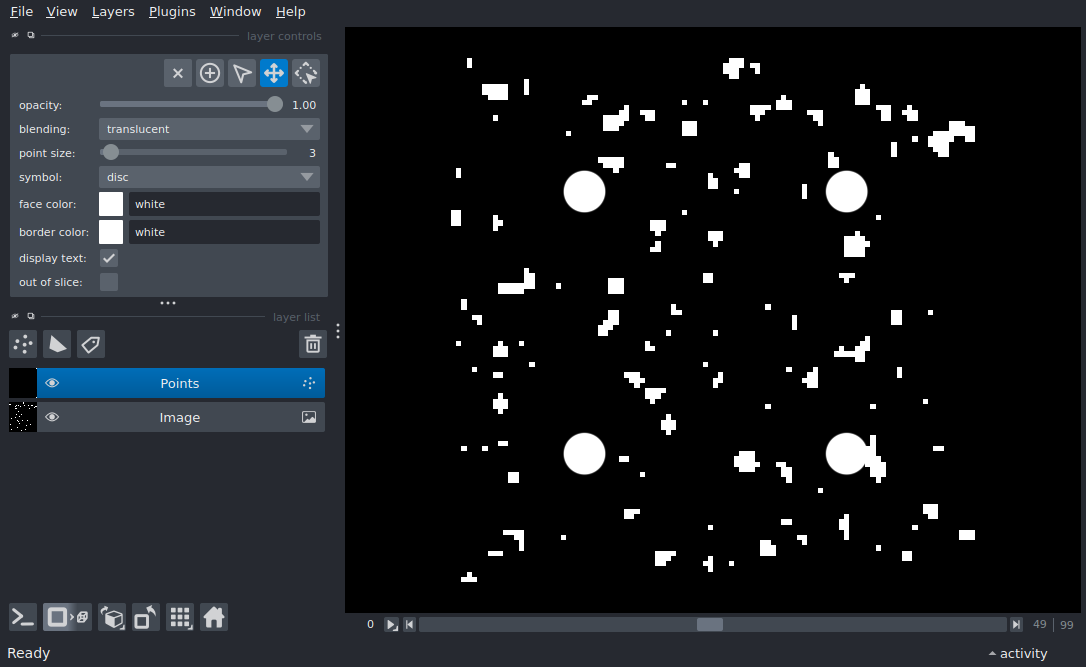 File View Layers Plugins Window Help
layer controls
opacity: 1.00
blending: translucent
point size: 3
symbol: disc
face color: white
border color: white
display text:
out of slice:
layer list
Points
Image
0 49 99
Ready activity